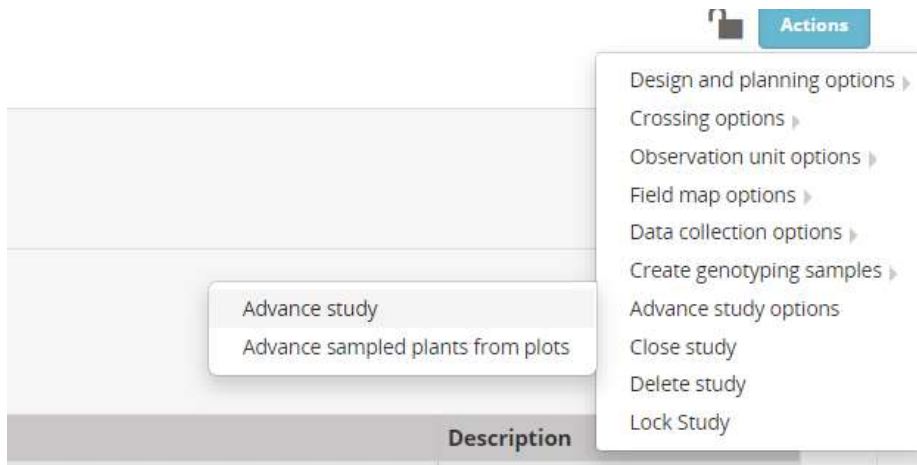 Actions
Design and planning options
Crossing options
Observation unit options
Field map options
Data collection options
Create genotyping samples
Advance study options
Advance study
Advance sampled plants from plots
Close study
Delete study
Lock Study
Description